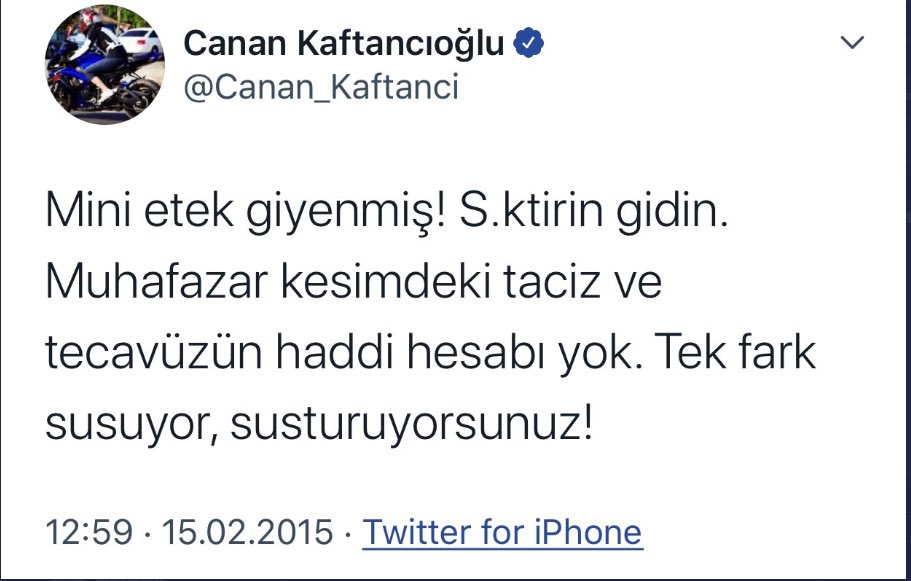 Canan Kaftancıoğlu
@Canan_Kaftanci
Mini etek giyenmiş! S.ktirin gidin.
Muhafazar kesimdeki taciz ve
tecavüzün haddi hesabı yok. Tek fark
susuyor, susturuyorsunuz!
12:59 · 15.02.2015 · Twitter for iPhone